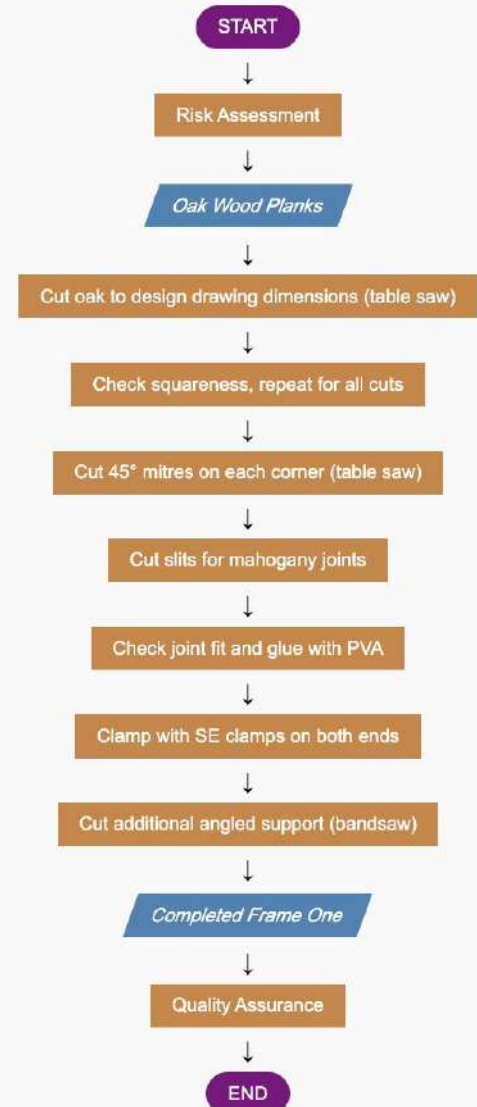 START
Risk Assessment
Oak Wood Planks
Cut oak to design drawing dimensions (table saw)
Check squareness, repeat for all cuts
Cut 45° mitres on each corner (table saw)
Cut slits for mahogany joints
Check joint fit and glue with PVA
Clamp with SE clamps on both ends
Cut additional angled support (bandsaw)
Completed Frame One
Quality Assurance
END